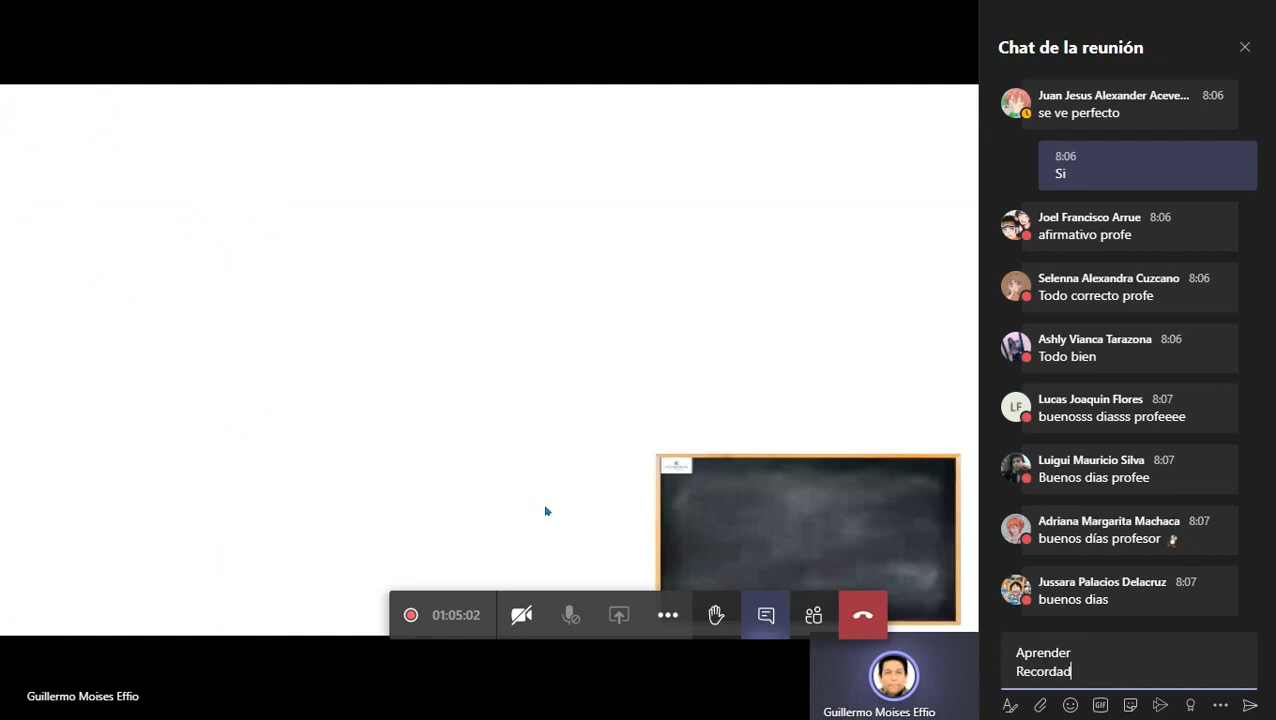 Chat de la reunión
Juan Jesus Alexander Aceve... 8:06
se ve perfecto
8:06
Si
Joel Francisco Arrue 8:06
afirmativo profe
Selenna Alexandra Cuzcano 8:06
Todo correcto profe
Ashly Vianca Tarazona 8:06
Todo bien
LF
Lucas Joaquin Flores 8:07
buenosss diasss profeeee
Luigui Mauricio Silva 8:07
Buenos dias profee
Adriana Margarita Machaca 8:07
buenos días profesor
Jussara Palacios Delacruz 8:07
buenos dias
Aprender
Recordad
GIF
01:05:02
Guillermo Moises Effio
Guillermo Moises Effio